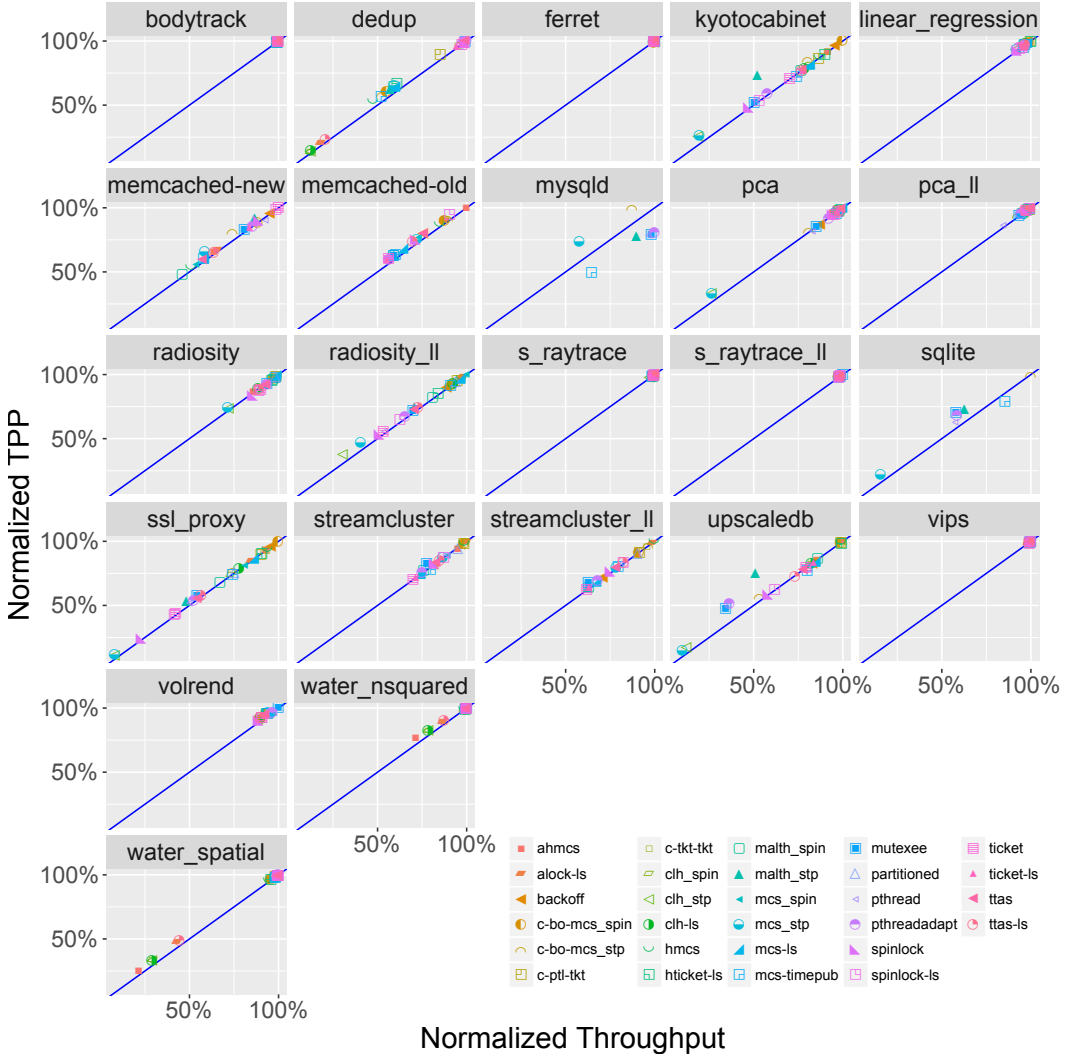 bodytrack dedup ferret kyotocabinet linear_regression
100%
50%
memcached-new memcached-old mysqld pca pca_ll
100%
50%
radiosity radiosity_ll s_raytrace s_raytrace_ll sqlite
100%
50%
ssl_proxy streamcluster streamcluster_ll upscaledb vips
100%
50%
50% 100% 50% 100% 50% 100%
volrend water_nsquared
100%
50%
50% 100%
water_spatial
100%
50%
50% 100%
Normalized TPP
Normalized Throughput
ahmcs c-tkt-tkt malth_spin mutexee ticket
alock-ls clh_spin malth_stp partitioned ticket-ls
backoff clh_stp mcs_spin pthread ttas
c-bo-mcs_spin clh-ls mcs_stp pthreadadapt ttas-ls
c-bo-mcs_stp hmcs mcs-ls spinlock
c-ptl-tkt hticket-ls mcs-timepub spinlock-ls